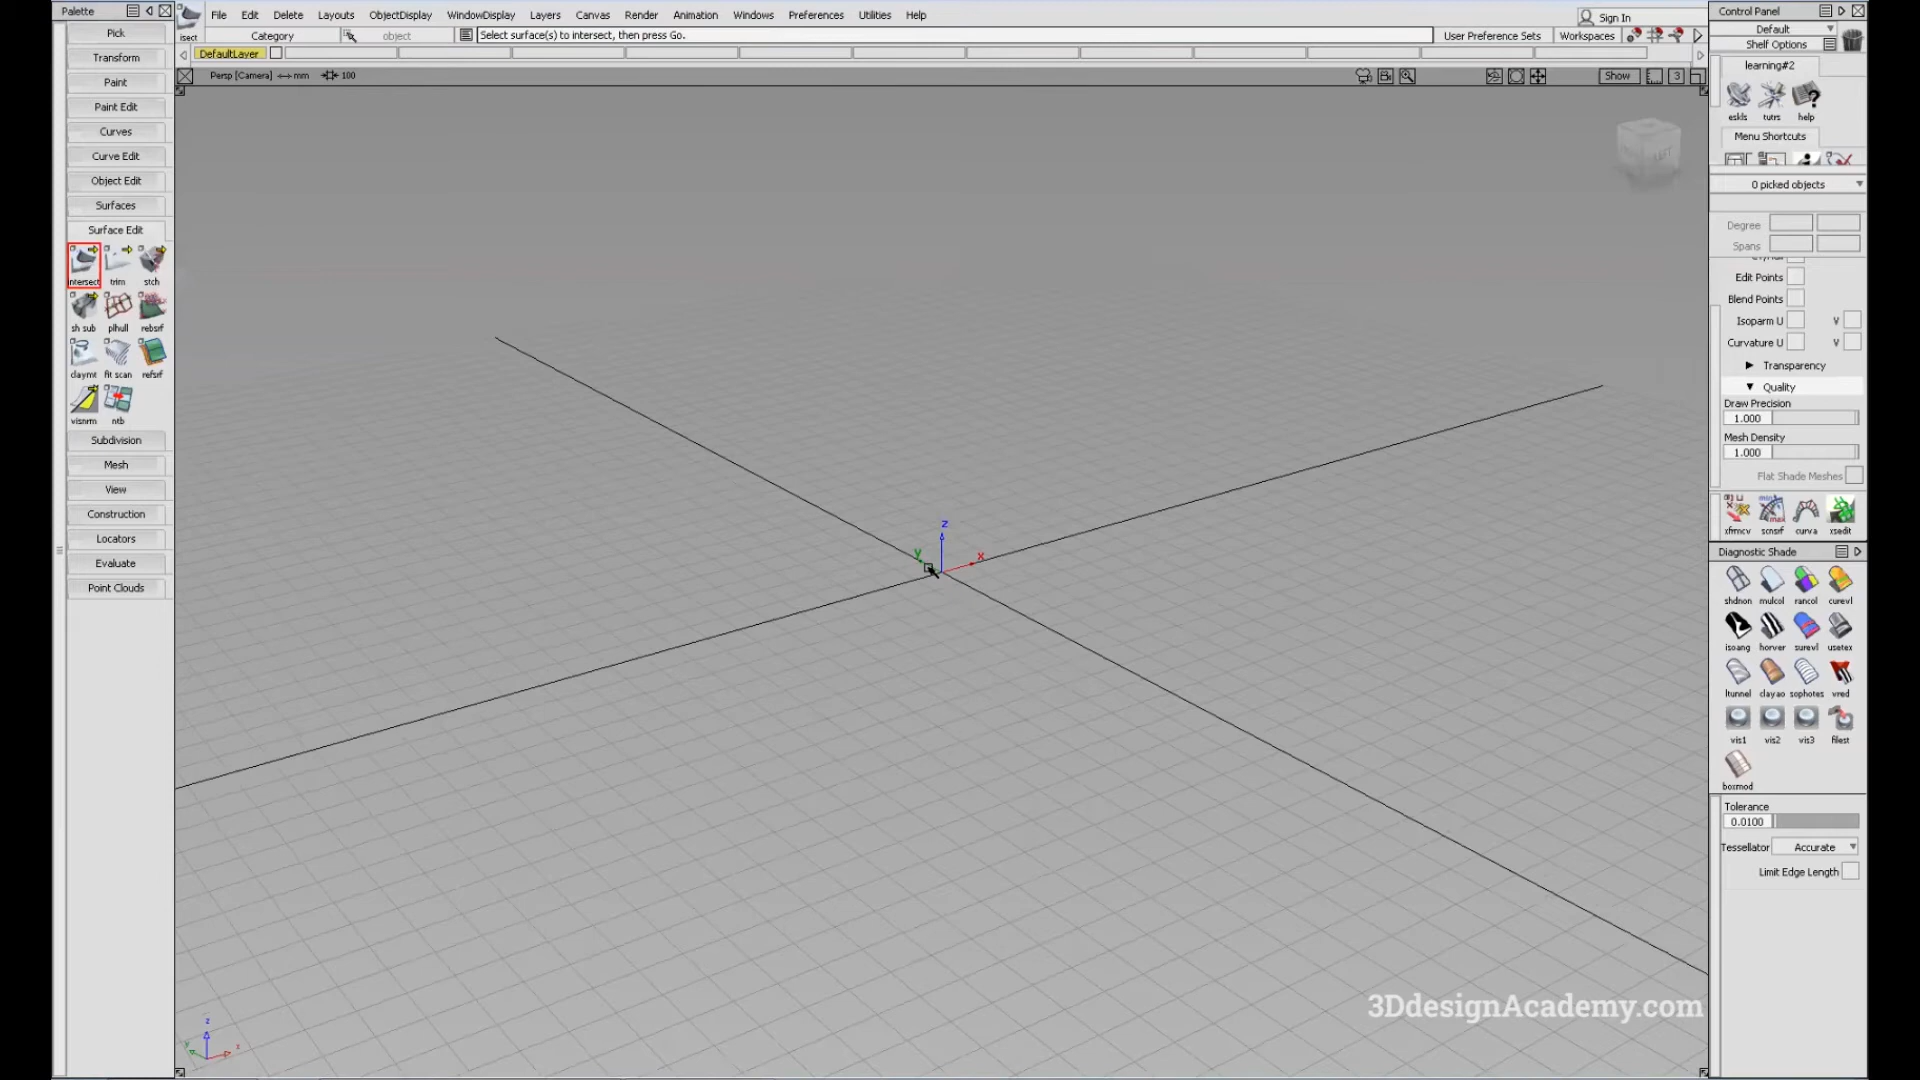 Palette
File Edit Delete Layouts ObjectDisplay WindowDisplay Layers Canvas Render Animation Windows Preferences Utilities Help
Sign In
Control Panel
Pick
isect Category object Select surface(s) to intersect, then press Go. User Preference Sets Workspaces
Default
Shelf Options
DefaultLayer
Transform
learning#2
Persp [Camera] mm 100
Show 3
Paint
Paint Edit
eskls tutrs help
Curves
Menu Shortcuts
Curve Edit
LEFT
Object Edit
0 picked objects
Surfaces
Degree
Surface Edit
Spans
intersect trim stch
Edit Points
Blend Points
sh sub plhull rebsrf
Isoparm U V
Curvature U V
claymt fit scan refsrf
Transparency
Quality
Draw Precision
1.000
visnrm ntb
Mesh Density
1.000
Subdivision
Flat Shade Meshes
Mesh
View
xfrmcv scnsrf curva xsedit
Construction
Locators
Diagnostic Shade
Evaluate
Point Clouds
z
y x
shdnon mulcol rancol curevl
isoang horver surevl usetex
ltunnel clayao sophotes vred
vis1 vis2 vis3 filest
boxmod
Tolerance
0.0100
Tessellator Accurate
Limit Edge Length
3DdesignAcademy.com
z
y x